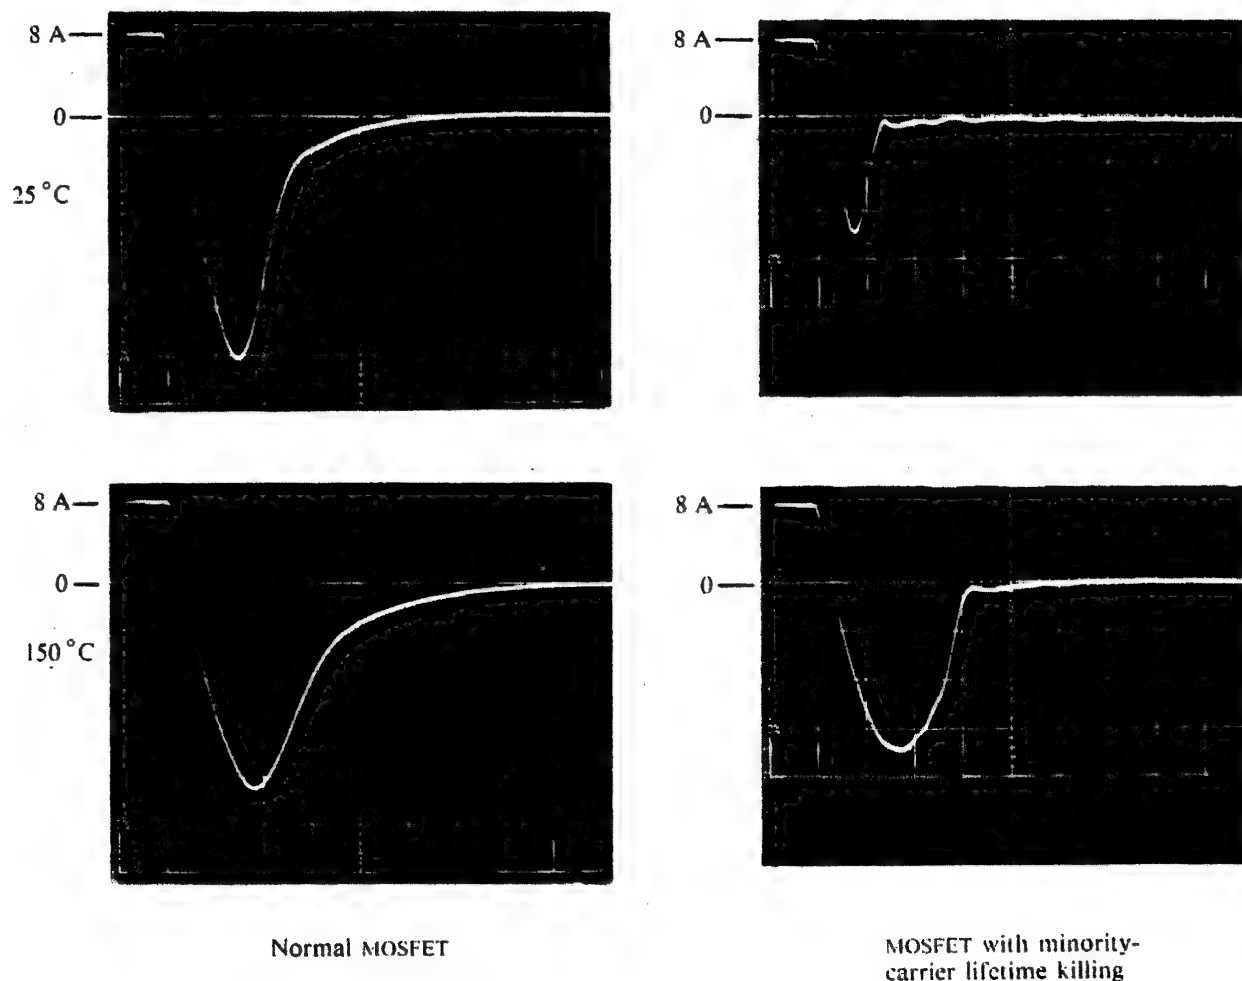 8 A
0
25 °C
8 A
0
8 A
0
150 °C
8 A
0
Normal MOSFET
MOSFET with minority-
carrier lifetime killing